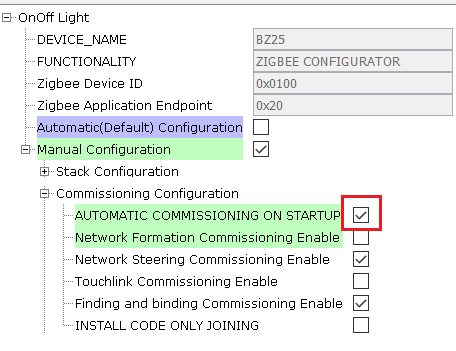 OnOff Light
DEVICE_NAME BZ25
FUNCTIONALITY ZIGBEE CONFIGURATOR
Zigbee Device ID 0x0100
Zigbee Application Endpoint 0x20
Automatic(Default) Configuration
Manual Configuration
Stack Configuration
Commissioning Configuration
AUTOMATIC COMMISSIONING ON STARTUP
Network Formation Commissioning Enable
Network Steering Commissioning Enable
Touchlink Commissioning Enable
Finding and binding Commissioning Enable
INSTALL CODE ONLY JOINING